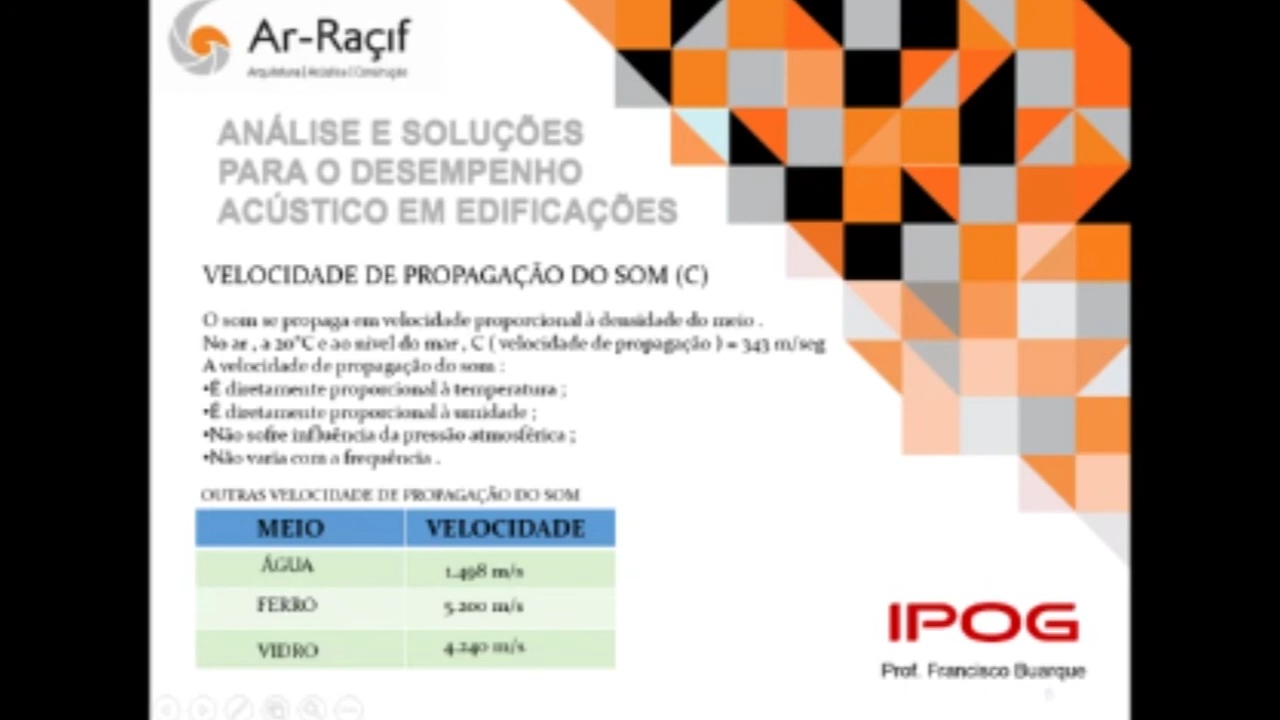 Ar-Raçıf
Arquitetura | Acústica | Construção
ANÁLISE E SOLUÇÕES
PARA O DESEMPENHO
ACÚSTICO EM EDIFICAÇÕES
VELOCIDADE DE PROPAGAÇÃO DO SOM (C)
O som se propaga em velocidade proporcional à densidade do meio .
No ar , a 20°C e ao nível do mar , C ( velocidade de propagação ) = 343 m/seg
A velocidade de propagação do som :
•É diretamente proporcional à temperatura ;
•É diretamente proporcional à umidade ;
•Não sofre influência da pressão atmosférica ;
•Não varia com a frequência .
OUTRAS VELOCIDADE DE PROPAGAÇÃO DO SOM
MEIO VELOCIDADE
ÁGUA 1.498 m/s
FERRO 5.200 m/s
VIDRO 4.240 m/s
IPOG
Prof. Francisco Buarque